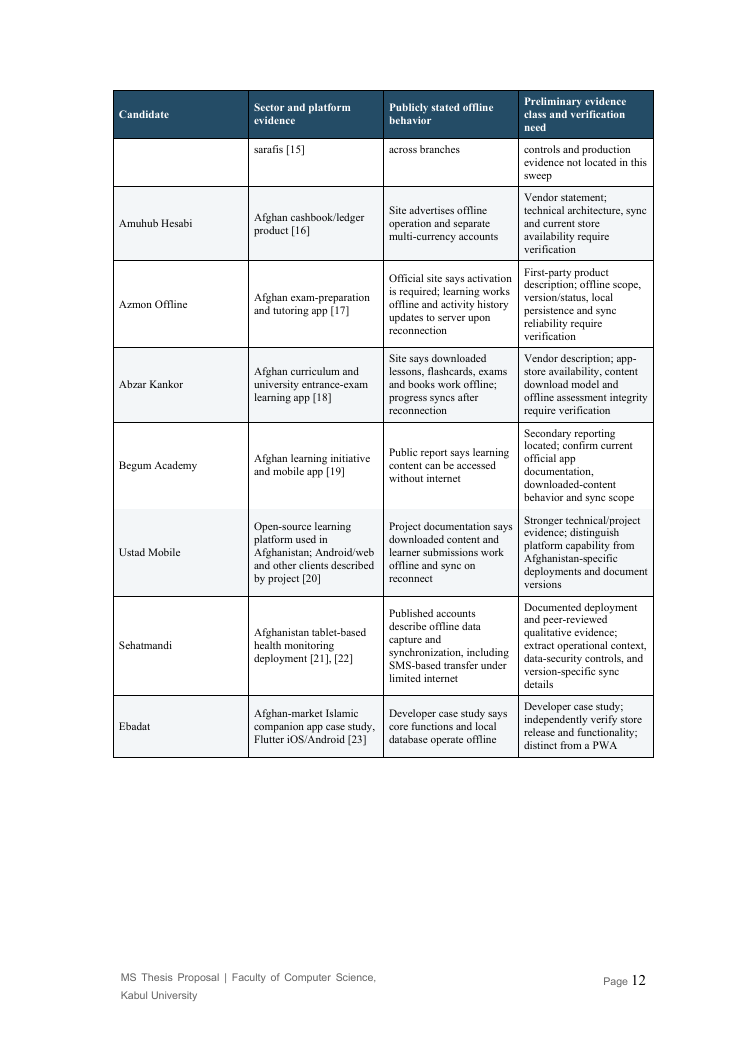 Candidate
Sector and platform
evidence
Publicly stated offline
behavior
Preliminary evidence
class and verification
need
sarafis [15]
across branches
controls and production
evidence not located in this
sweep
Amuhub Hesabi
Afghan cashbook/ledger
product [16]
Site advertises offline
operation and separate
multi-currency accounts
Vendor statement;
technical architecture, sync
and current store
availability require
verification
Azmon Offline
Afghan exam-preparation
and tutoring app [17]
Official site says activation
is required; learning works
offline and activity history
updates to server upon
reconnection
First-party product
description; offline scope,
version/status, local
persistence and sync
reliability require
verification
Abzar Kankor
Afghan curriculum and
university entrance-exam
learning app [18]
Site says downloaded
lessons, flashcards, exams
and books work offline;
progress syncs after
reconnection
Vendor description; app-
store availability, content
download model and
offline assessment integrity
require verification
Begum Academy
Afghan learning initiative
and mobile app [19]
Public report says learning
content can be accessed
without internet
Secondary reporting
located; confirm current
official app
documentation,
downloaded-content
behavior and sync scope
Ustad Mobile
Open-source learning
platform used in
Afghanistan; Android/web
and other clients described
by project [20]
Project documentation says
downloaded content and
learner submissions work
offline and sync on
reconnect
Stronger technical/project
evidence; distinguish
platform capability from
Afghanistan-specific
deployments and document
versions
Sehatmandi
Afghanistan tablet-based
health monitoring
deployment [21], [22]
Published accounts
describe offline data
capture and
synchronization, including
SMS-based transfer under
limited internet
Documented deployment
and peer-reviewed
qualitative evidence;
extract operational context,
data-security controls, and
version-specific sync
details
Ebadat
Afghan-market Islamic
companion app case study,
Flutter iOS/Android [23]
Developer case study says
core functions and local
database operate offline
Developer case study;
independently verify store
release and functionality;
distinct from a PWA
MS Thesis Proposal | Faculty of Computer Science,
Kabul University
Page 12